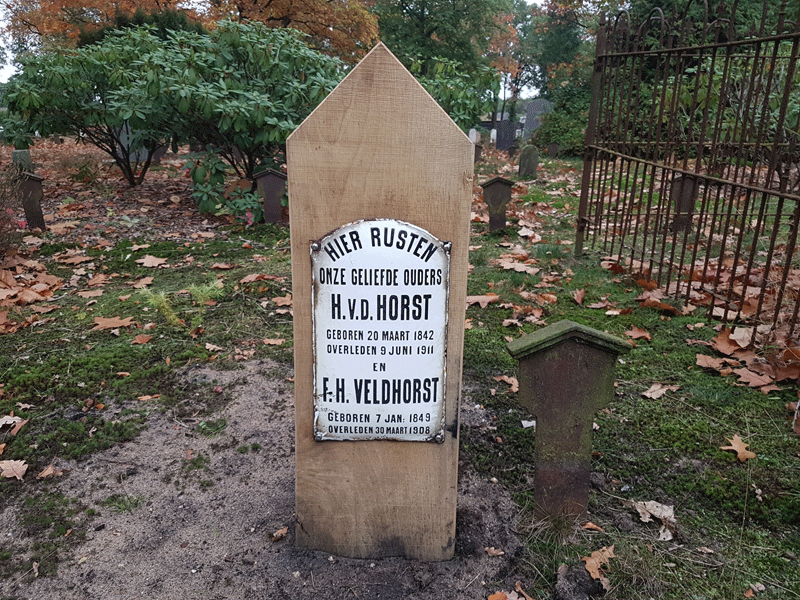 HIER RUSTEN
ONZE GELIEFDE OUDERS
H.V.D. HORST
GEBOREN 20 MAART 1842
OVERLEDEN 9 JUNI 1911
EN
F.H. VELDHORST
GEBOREN 7 JAN: 1849
OVERLEDEN 30 MAART 1908